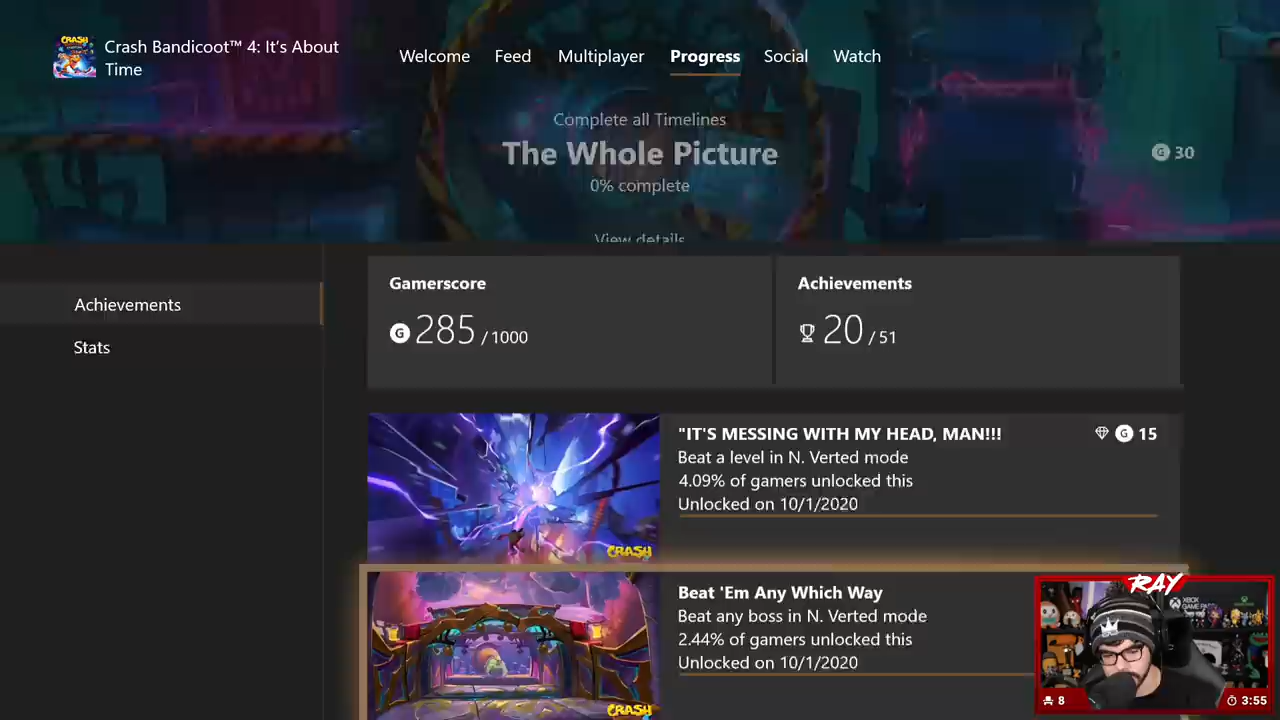 Crash Bandicoot™ 4: It's About
Time
Welcome
Feed
Multiplayer
Progress
Social
Watch
Complete all Timelines
The Whole Picture
0% complete
G 30
View details
Achievements
Stats
Gamerscore
G 285 / 1000
Achievements
20 / 51
"IT'S MESSING WITH MY HEAD, MAN!!!
G 15
Beat a level in N. Verted mode
4.09% of gamers unlocked this
Unlocked on 10/1/2020
CRASH
Beat 'Em Any Which Way
Beat any boss in N. Verted mode
2.44% of gamers unlocked this
Unlocked on 10/1/2020
CRASH
RAY
XBOX
GAME PASS
8
3:55